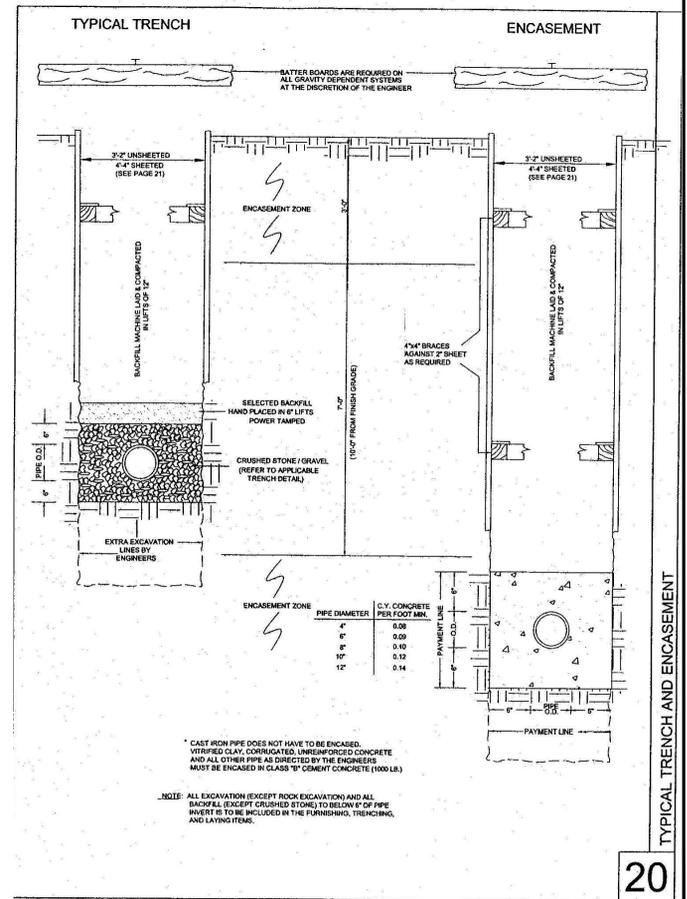 TYPICAL TRENCH
ENCASEMENT
BATTER BOARDS ARE REQUIRED ON
ALL GRAVITY DEPENDENT SYSTEMS
AT THE DISCRETION OF THE ENGINEER
3'-2" UNSHEETED
4'-4" SHEETED
(SEE PAGE 21)
3'-2" UNSHEETED
4'-4" SHEETED
(SEE PAGE 21)
ENCASEMENT ZONE
3'-0"
BACKFILL MACHINE LAID & COMPACTED
IN LIFTS OF 12"
BACKFILL MACHINE LAID & COMPACTED
IN LIFTS OF 12"
4"x4" BRACES
AGAINST 2" SHEET
AS REQUIRED
7'-0"
(10'-0" FROM FINISH GRADE)
SELECTED BACKFILL
HAND PLACED IN 6" LIFTS
POWER TAMPED
6"
PIPE O.D.
6"
CRUSHED STONE / GRAVEL
(REFER TO APPLICABLE
TRENCH DETAIL)
EXTRA EXCAVATION
LINES BY
ENGINEERS
ENCASEMENT ZONE
PIPE DIAMETER C.Y. CONCRETE PER FOOT MIN.
4" 0.08
6" 0.09
8" 0.10
10" 0.12
12" 0.14
PAYMENT LINE
6"
O.D.
6"
6" PIPE O.D. 6"
PAYMENT LINE
* CAST IRON PIPE DOES NOT HAVE TO BE ENCASED.
VITRIFIED CLAY, CORRUGATED, UNREINFORCED CONCRETE
AND ALL OTHER PIPE AS DIRECTED BY THE ENGINEERS
MUST BE ENCASED IN CLASS "B" CEMENT CONCRETE (1000 LB.)
NOTE: ALL EXCAVATION (EXCEPT ROCK EXCAVATION) AND ALL
BACKFILL (EXCEPT CRUSHED STONE) TO BELOW 6" OF PIPE
INVERT IS TO BE INCLUDED IN THE FURNISHING, TRENCHING,
AND LAYING ITEMS.
TYPICAL TRENCH AND ENCASEMENT
20